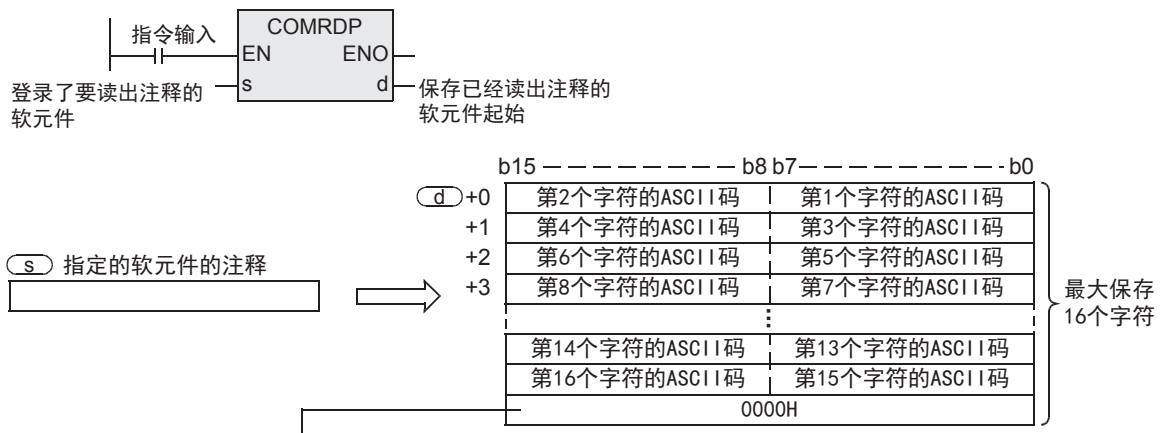 指令输入
COMRDP
EN ENO
登录了要读出注释的 s d 保存已经读出注释的
软元件 软元件起始
b15 b8 b7 b0
d +0 第2个字符的ASCII码 第1个字符的ASCII码
+1 第4个字符的ASCII码 第3个字符的ASCII码
+2 第6个字符的ASCII码 第5个字符的ASCII码
s 指定的软元件的注释
+3 第8个字符的ASCII码 第7个字符的ASCII码
最大保存
16个字符
第14个字符的ASCII码 第13个字符的ASCII码
第16个字符的ASCII码 第15个字符的ASCII码
0000H